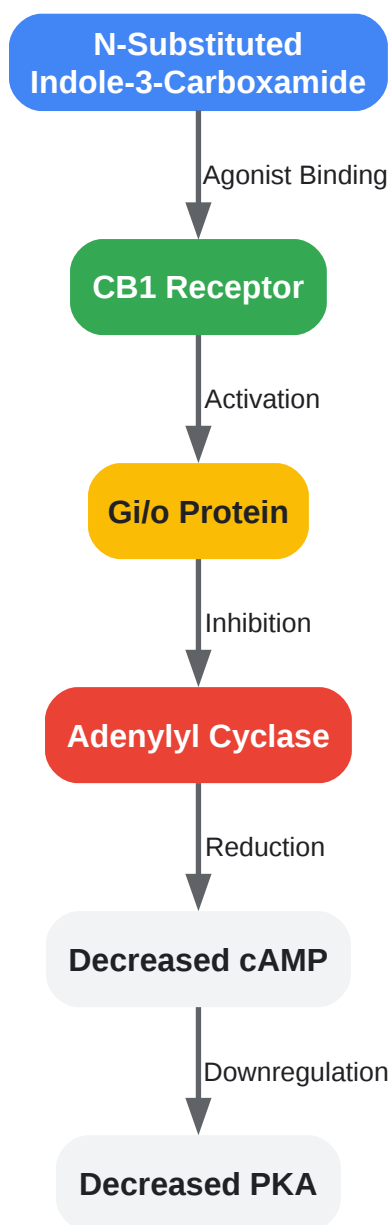 N-Substituted
Indole-3-Carboxamide
Agonist Binding
CB1 Receptor
Activation
Gi/o Protein
Inhibition
Adenylyl Cyclase
Reduction
Decreased cAMP
Downregulation
Decreased PKA